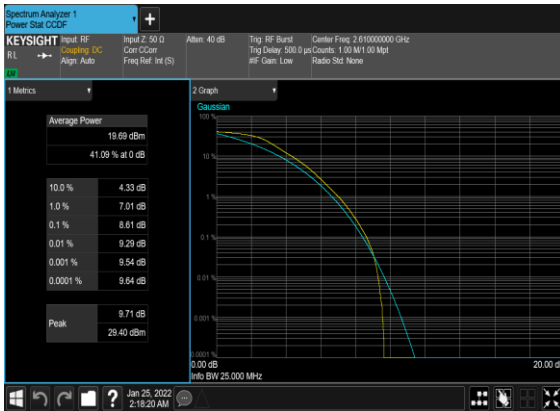 Spectrum Analyzer 1
Power Stat CCDF
KEYSIGHT Input: RF Input Z: 50 Ω Atten: 40 dB Trig: RF Burst Center Freq: 2.610000000 GHz
RL Coupling: DC Corr CCorr Trig Delay: 500.0 µs Counts: 1.00 M/1.00 Mpt
Align: Auto Freq Ref: Int (S) #IF Gain: Low Radio Std: None
1 Metrics
2 Graph
Average Power
19.69 dBm
41.09 % at 0 dB
10.0 % 4.33 dB
1.0 % 7.01 dB
0.1 % 8.61 dB
0.01 % 9.29 dB
0.001 % 9.54 dB
0.0001 % 9.64 dB
Peak
9.71 dB
29.40 dBm
Gaussian
100 %
10 %
1 %
0.1 %
0.01 %
0.001 %
0.0001 %
0.00 dB 20.00 d
Info BW 25.000 MHz
Jan 25, 2022
2:18:20 AM